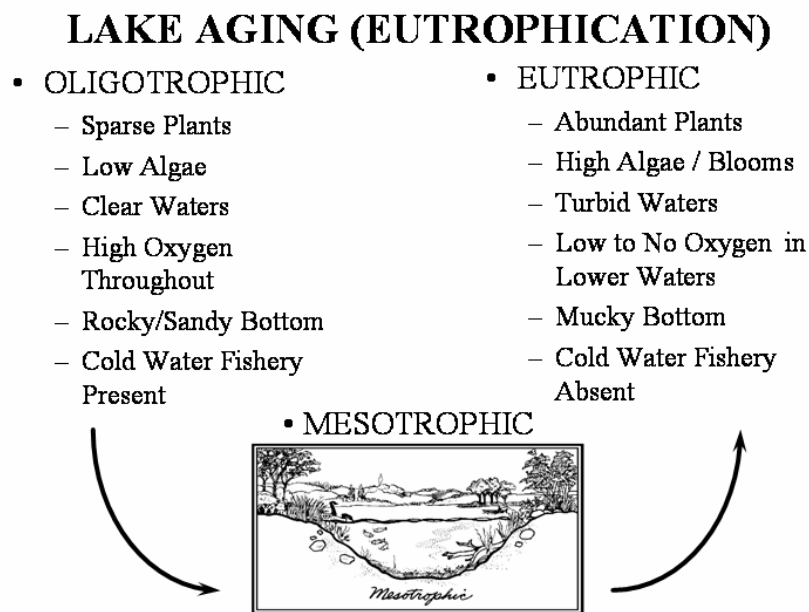 LAKE AGING (EUTROPHICATION)
• OLIGOTROPHIC
– Sparse Plants
– Low Algae
– Clear Waters
– High Oxygen
Throughout
– Rocky/Sandy Bottom
– Cold Water Fishery
Present
• EUTROPHIC
– Abundant Plants
– High Algae / Blooms
– Turbid Waters
– Low to No Oxygen in
Lower Waters
– Mucky Bottom
– Cold Water Fishery
Absent
• MESOTROPHIC
Mesotrophic